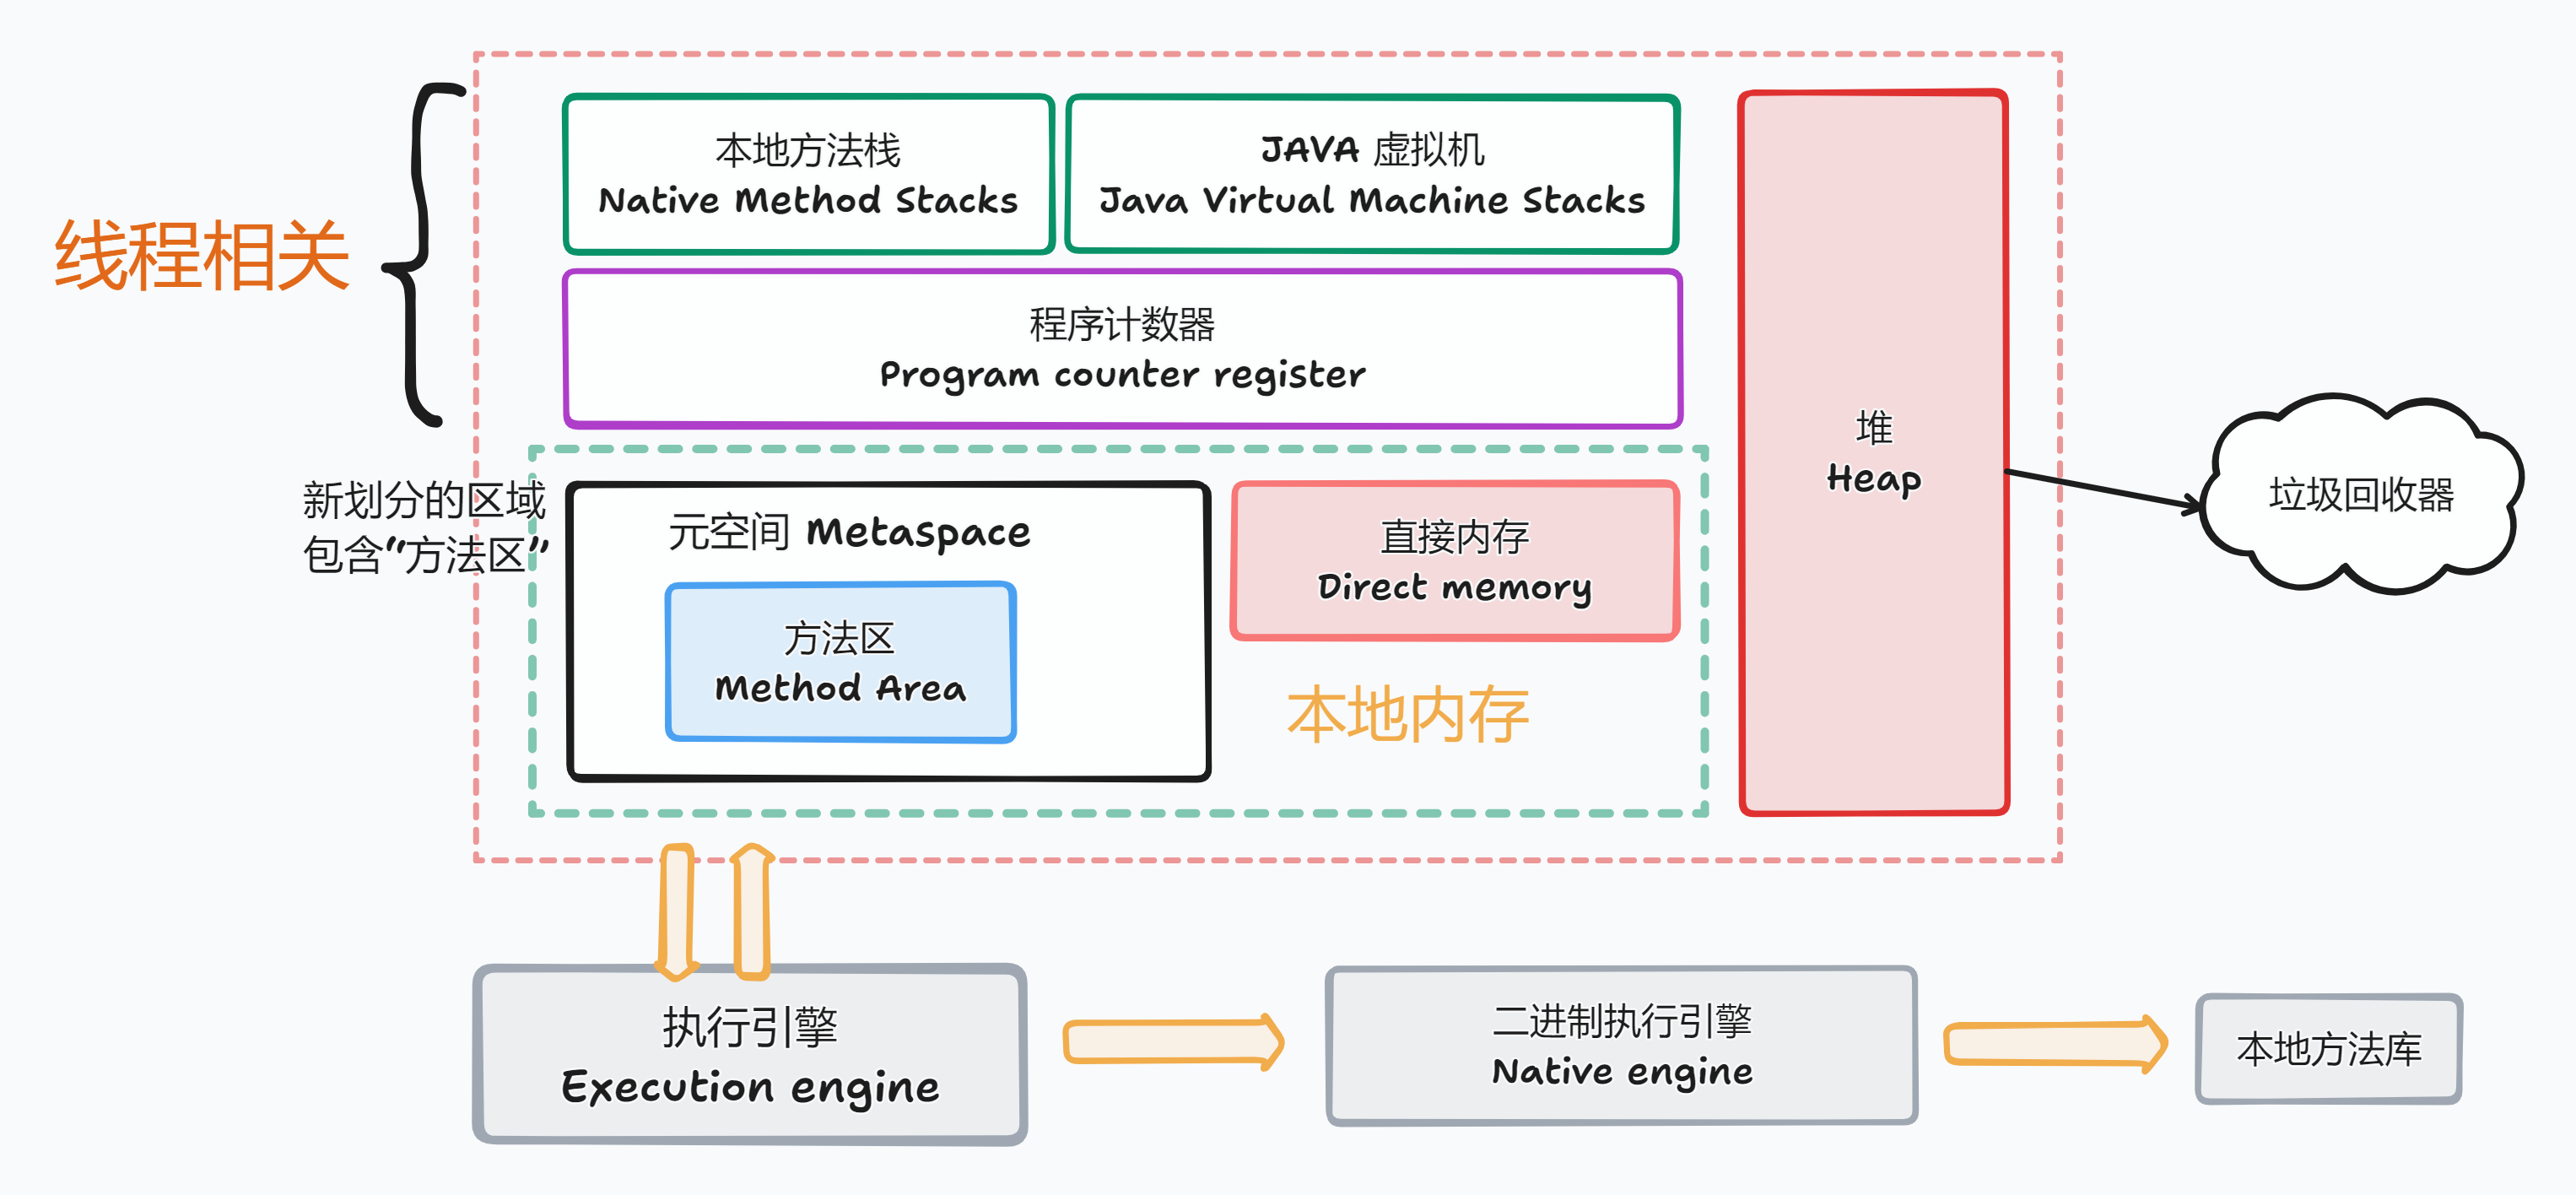 线程相关
本地方法栈
Native Method Stacks
JAVA 虚拟机
Java Virtual Machine Stacks
程序计数器
Program counter register
新划分的区域
包含“方法区”
元空间 Metaspace
方法区
Method Area
直接内存
Direct memory
本地内存
堆
Heap
垃圾回收器
执行引擎
Execution engine
二进制执行引擎
Native engine
本地方法库